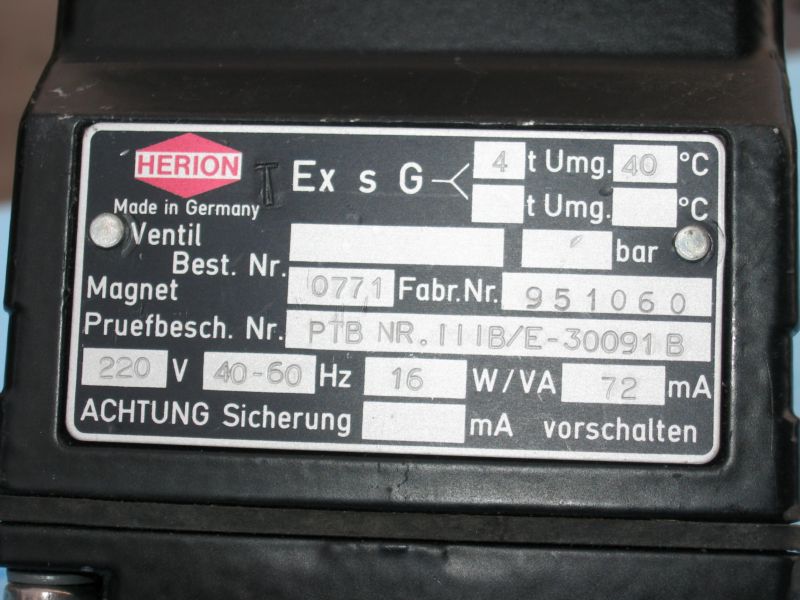 HERION
T Ex s G 4 t Umg. 40 °C
t Umg. °C
Made in Germany
Ventil
Best. Nr. bar
Magnet 0771 Fabr.Nr. 951060
Pruefbesch. Nr. PTB NR. IIIB/E-30091 B
220 V 40-60 Hz 16 W/VA 72 mA
ACHTUNG Sicherung mA vorschalten